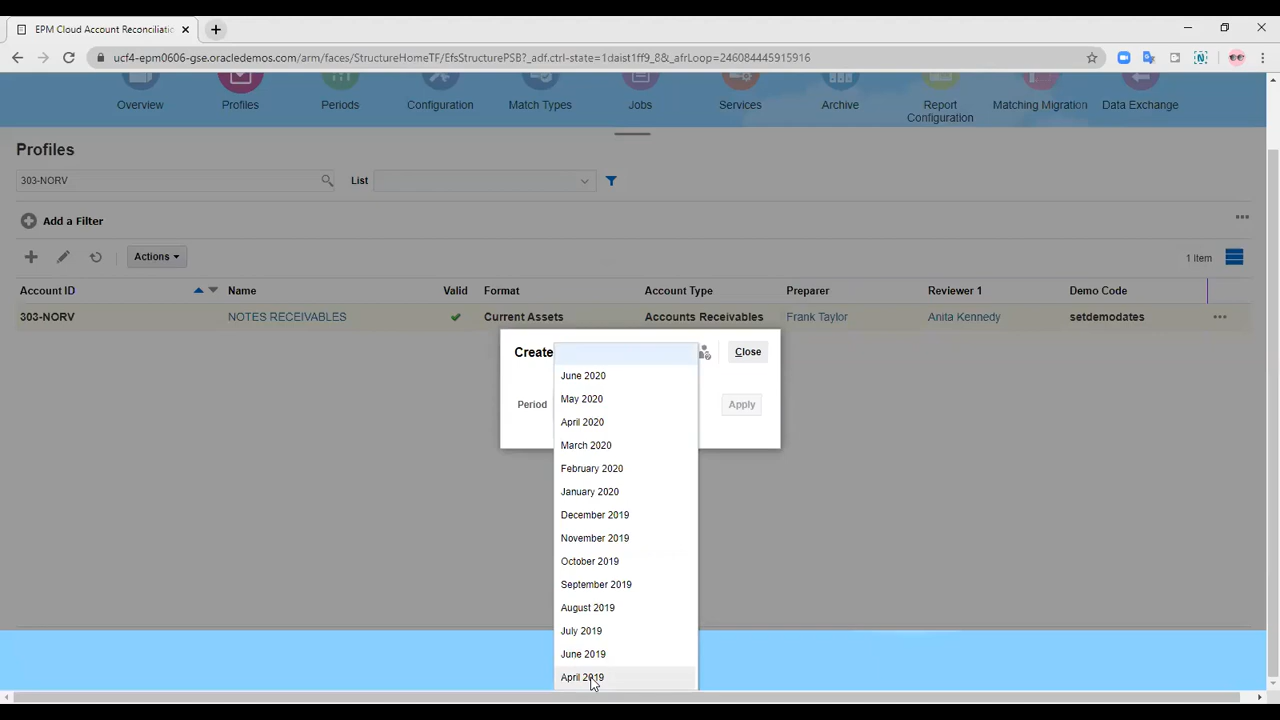 EPM Cloud Account Reconciliatio
ucf4-epm0606-gse.oracledemos.com/arm/faces/StructureHomeTF/EfsStructurePSB?_adf.ctrl-state=1daist1ff9_8&_afrLoop=246084445915916
Overview
Profiles
Periods
Configuration
Match Types
Jobs
Services
Archive
Report
Configuration
Matching Migration
Data Exchange
Profiles
303-NORV
List
Add a Filter
Actions
1 Item
Account ID Name Valid Format Account Type Preparer Reviewer 1 Demo Code
303-NORV NOTES RECEIVABLES Current Assets Accounts Receivables Frank Taylor Anita Kennedy setdemodates
Create
Close
Period
Apply
June 2020
May 2020
April 2020
March 2020
February 2020
January 2020
December 2019
November 2019
October 2019
September 2019
August 2019
July 2019
June 2019
April 2019